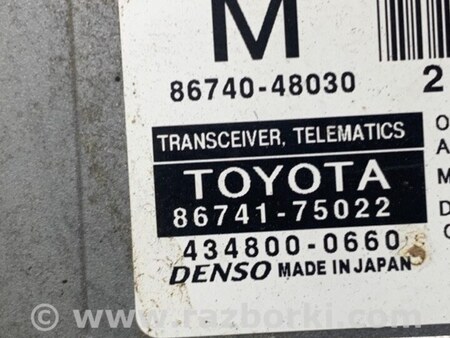 M
86740-48030
2
TRANSCEIVER, TELEMATICS
TOYOTA
86741-75022
434800-0660
DENSO MADE IN JAPAN
O
A
M
D
C
© www.razborki.com